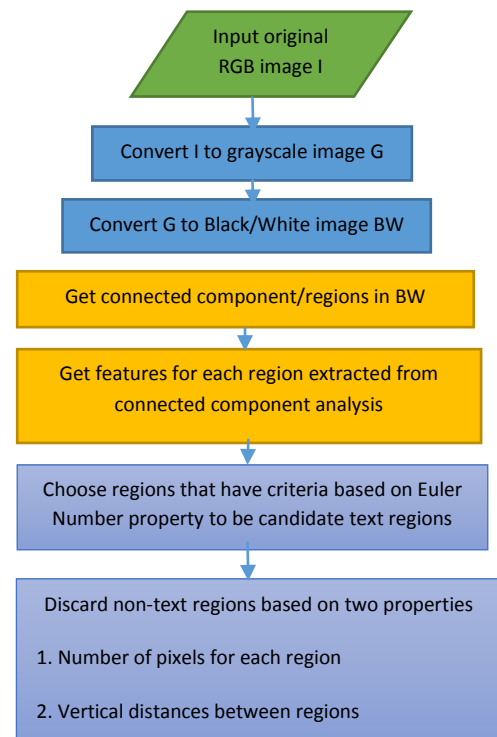 Input original
RGB image I
Convert I to grayscale image G
Convert G to Black/White image BW
Get connected component/regions in BW
Get features for each region extracted from
connected component analysis
Choose regions that have criteria based on Euler
Number property to be candidate text regions
Discard non-text regions based on two properties
1. Number of pixels for each region
2. Vertical distances between regions